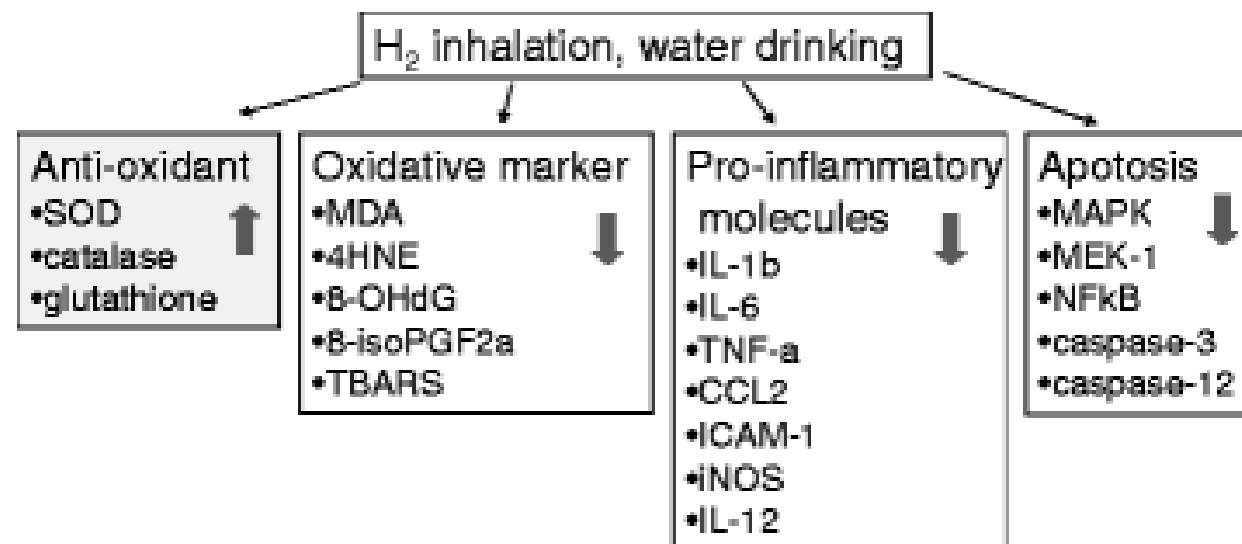 H₂ inhalation, water drinking
Anti-oxidant
•SOD
•catalase
•glutathione
Oxidative marker
•MDA
•4HNE
•8-OHdG
•8-isoPGF2a
•TBARS
Pro-inflammatory
molecules
•IL-1b
•IL-6
•TNF-a
•CCL2
•ICAM-1
•iNOS
•IL-12
Apotosis
•MAPK
•MEK-1
•NFkB
•caspase-3
•caspase-12